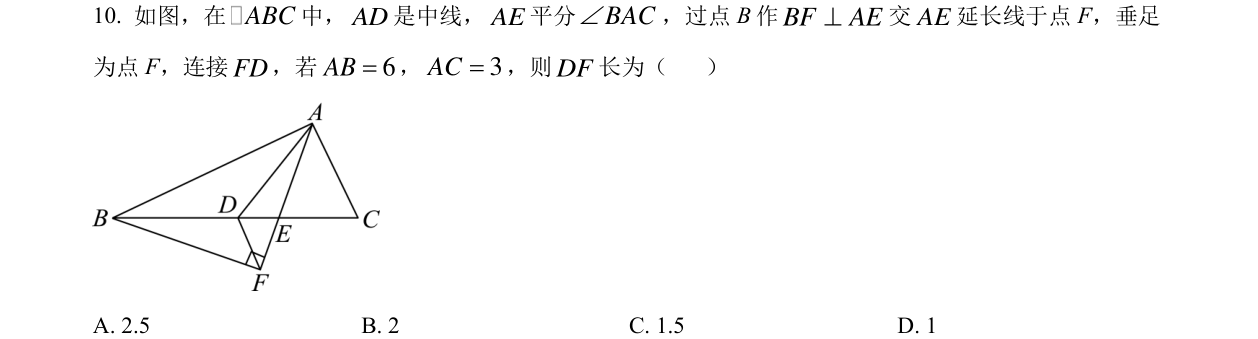 10. 如图，在□ABC中，AD是中线，AE平分∠BAC，过点B作BF⊥AE交AE延长线于点F，垂足
为点F，连接FD，若AB=6，AC=3，则DF长为（　　）
A
B
D
C
E
F
A. 2.5 B. 2 C. 1.5 D. 1